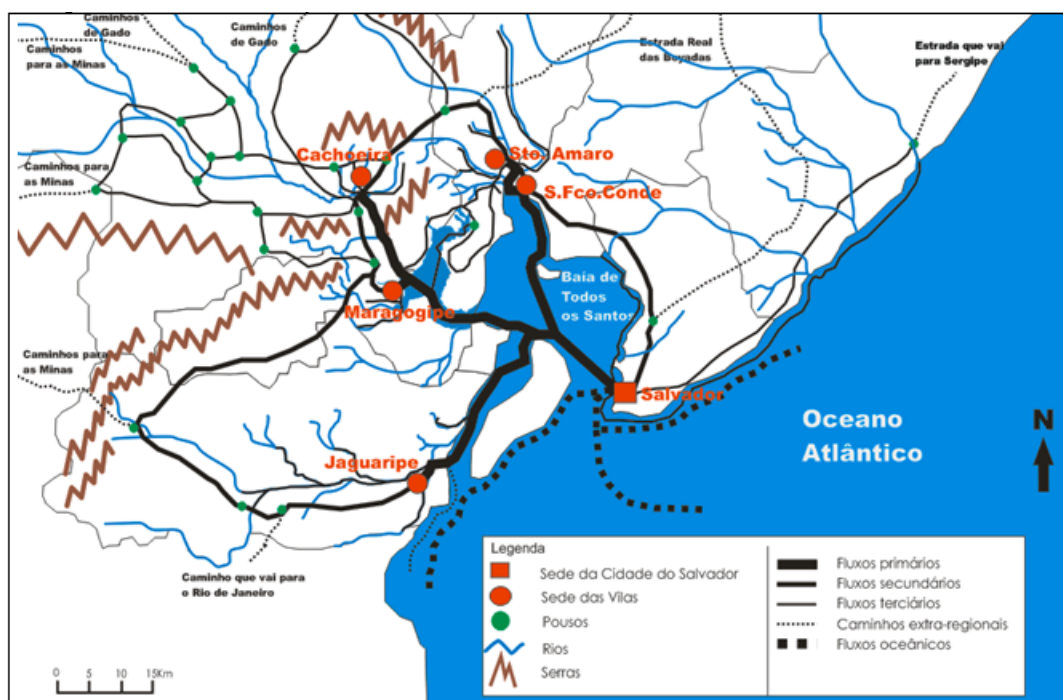 Caminhos
de Gado
Caminhos
para as Minas
Caminhos
de Gado
Estrada Real
das Boyadas
Estrada que vai
para Sergipe
Cachoeira
Sto. Amaro
S.Fco.Conde
Caminhos para
as Minas
Baia de
Todos
os Santos
Maragogipe
Caminhos para
as Minas
Salvador
Oceano
Atlântico
N
Jaguaripe
Caminho que vai para
o Rio de Janeiro
Legenda
Sede da Cidade do Salvador
Sede das Vilas
Pousos
Rios
Serras
Fluxos primários
Fluxos secundários
Fluxos terciários
Caminhos extra-regionais
Fluxos oceânicos
0 5 10 15Km